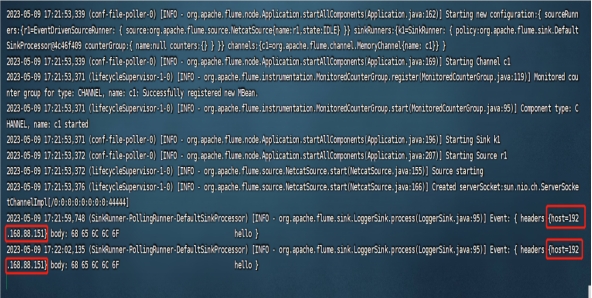 2023-05-09 17:21:53,339 (conf-file-poller-0) [INFO - org.apache.flume.node.Application.startAllComponents(Application.java:162)] Starting new configuration:{ sourceRunn
ers:{r1=EventDrivenSourceRunner: { source:org.apache.flume.source.NetcatSource{name:r1,state:IDLE} }} sinkRunners:{k1=SinkRunner: { policy:org.apache.flume.sink.Default
SinkProcessor@4c46f409 counterGroup:{ name:null counters:{} } }} channels:{c1=org.apache.flume.channel.MemoryChannel{name: c1}} }
2023-05-09 17:21:53,339 (conf-file-poller-0) [INFO - org.apache.flume.node.Application.startAllComponents(Application.java:169)] Starting Channel c1
2023-05-09 17:21:53,371 (lifecycleSupervisor-1-0) [INFO - org.apache.flume.instrumentation.MonitoredCounterGroup.register(MonitoredCounterGroup.java:119)] Monitored cou
nter group for type: CHANNEL, name: c1: Successfully registered new MBean.
2023-05-09 17:21:53,371 (lifecycleSupervisor-1-0) [INFO - org.apache.flume.instrumentation.MonitoredCounterGroup.start(MonitoredCounterGroup.java:95)] Component type: C
HANNEL, name: c1 started
2023-05-09 17:21:53,371 (conf-file-poller-0) [INFO - org.apache.flume.node.Application.startAllComponents(Application.java:196)] Starting Sink k1
2023-05-09 17:21:53,371 (conf-file-poller-0) [INFO - org.apache.flume.node.Application.startAllComponents(Application.java:207)] Starting Source r1
2023-05-09 17:21:53,371 (lifecycleSupervisor-1-0) [INFO - org.apache.flume.source.NetcatSource.start(NetcatSource.java:155)] Source starting
2023-05-09 17:21:53,376 (lifecycleSupervisor-1-0) [INFO - org.apache.flume.source.NetcatSource.start(NetcatSource.java:166)] Created serverSocket:sun.nio.ch.ServerSocke
tChannelImpl[/0:0:0:0:0:0:0:0:44444]
2023-05-09 17:21:59,748 (SinkRunner-PollingRunner-DefaultSinkProcessor) [INFO - org.apache.flume.sink.LoggerSink.process(LoggerSink.java:95)] Event: { headers:{host=192
.168.88.151} body: 68 65 6C 6C 6F hello }
2023-05-09 17:22:02,135 (SinkRunner-PollingRunner-DefaultSinkProcessor) [INFO - org.apache.flume.sink.LoggerSink.process(LoggerSink.java:95)] Event: { headers:{host=192
.168.88.151} body: 68 65 6C 6C 6F hello }